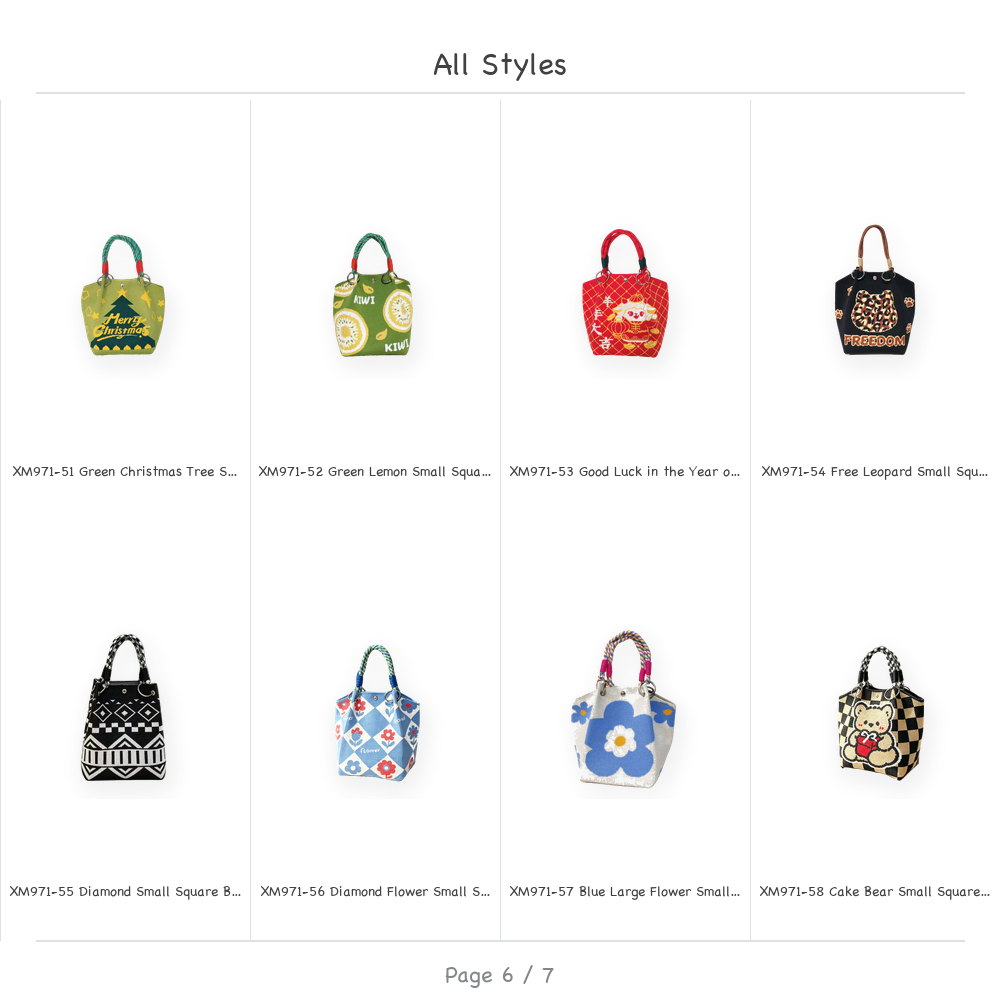 All Styles
Merry
Christmas
KIWI
KIWI
羊年大吉
FREEDOM
XM971-51 Green Christmas Tree S...
XM971-52 Green Lemon Small Squa...
XM971-53 Good Luck in the Year o...
XM971-54 Free Leopard Small Squ...
flower
XM971-55 Diamond Small Square B...
XM971-56 Diamond Flower Small S...
XM971-57 Blue Large Flower Small...
XM971-58 Cake Bear Small Square...
Page 6 / 7